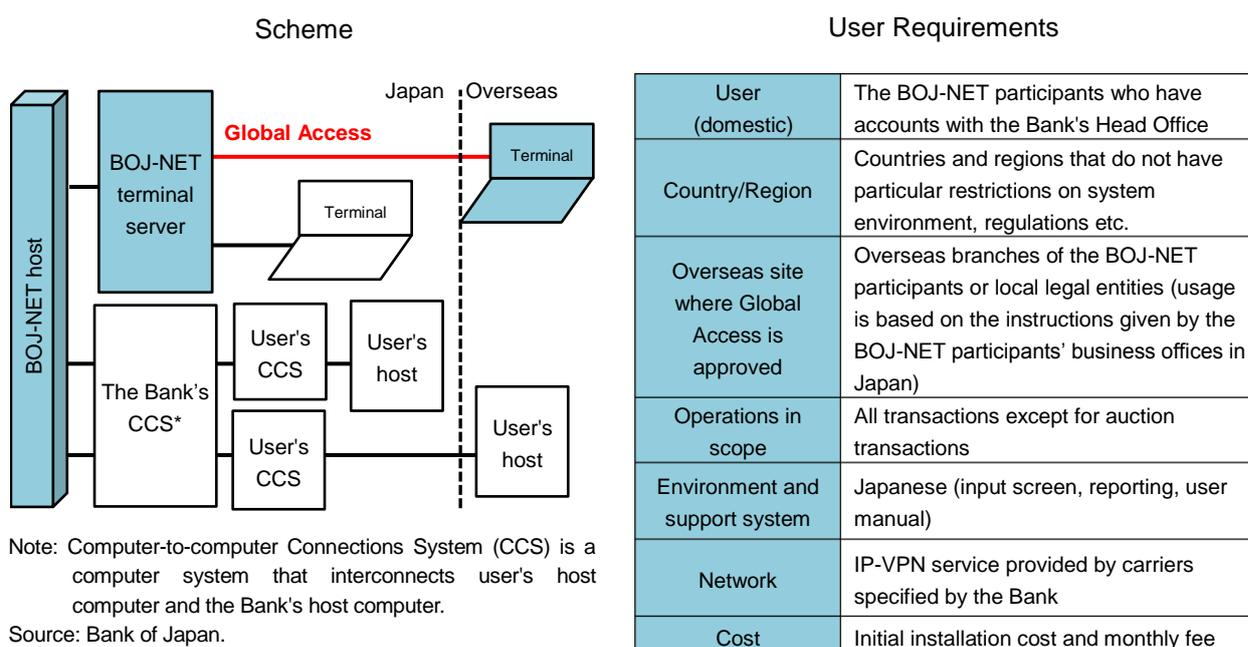 Scheme
Japan
Overseas
Global Access
BOJ-NET host
BOJ-NET
terminal
server
Terminal
Terminal
The Bank's
CCS*
User's
CCS
User's
host
User's
CCS
User's
host
Note: Computer-to-computer Connections System (CCS) is a
computer system that interconnects user's host
computer and the Bank's host computer.
Source: Bank of Japan.
User Requirements
User
(domestic)
The BOJ-NET participants who have
accounts with the Bank's Head Office
Country/Region
Countries and regions that do not have
particular restrictions on system
environment, regulations etc.
Overseas site
where Global
Access is
approved
Overseas branches of the BOJ-NET
participants or local legal entities (usage
is based on the instructions given by the
BOJ-NET participants’ business offices in
Japan)
Operations in
scope
All transactions except for auction
transactions
Environment and
support system
Japanese (input screen, reporting, user
manual)
Network
IP-VPN service provided by carriers
specified by the Bank
Cost
Initial installation cost and monthly fee